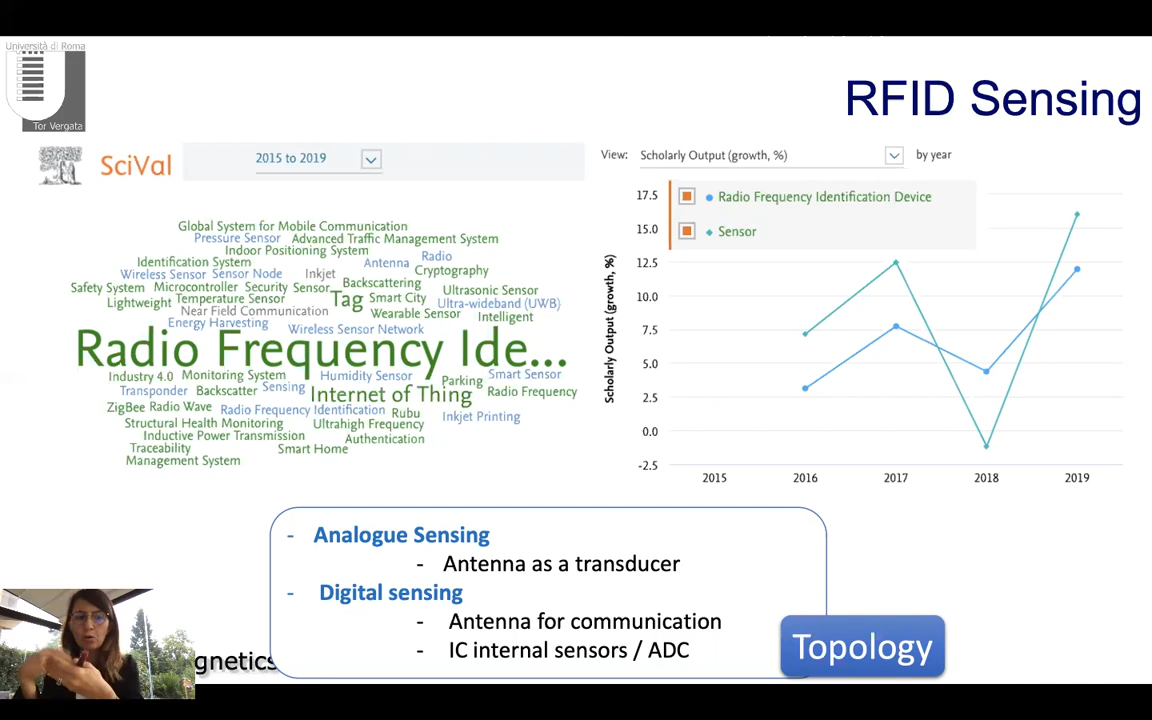 Università di Roma
Tor Vergata
RFID Sensing
SciVal
2015 to 2019
View: Scholarly Output (growth, %) by year
Global System for Mobile Communication
Pressure Sensor Advanced Traffic Management System
Indoor Positioning System
Identification System Antenna Radio
Wireless Sensor Sensor Node Inkjet Cryptography
Safety System Microcontroller Security Sensor Backscattering Ultrasonic Sensor
Lightweight Temperature Sensor Tag Smart City Ultra-wideband (UWB)
Near Field Communication Wearable Sensor Intelligent
Energy Harvesting Wireless Sensor Network
Radio Frequency Ide...
Industry 4.0 Monitoring System Humidity Sensor Parking Smart Sensor
Transponder Backscatter Sensing Internet of Thing Radio Frequency
ZigBee Radio Wave Radio Frequency Identification Rubu Inkjet Printing
Structural Health Monitoring Ultrahigh Frequency
Inductive Power Transmission Authentication
Traceability Smart Home
Management System
Radio Frequency Identification Device
Sensor
Scholarly Output (growth, %)
17.5
15.0
12.5
10.0
7.5
5.0
2.5
0.0
-2.5
2015 2016 2017 2018 2019
- Analogue Sensing
- Antenna as a transducer
- Digital sensing
- Antenna for communication
- IC internal sensors / ADC
Topology
gnetics